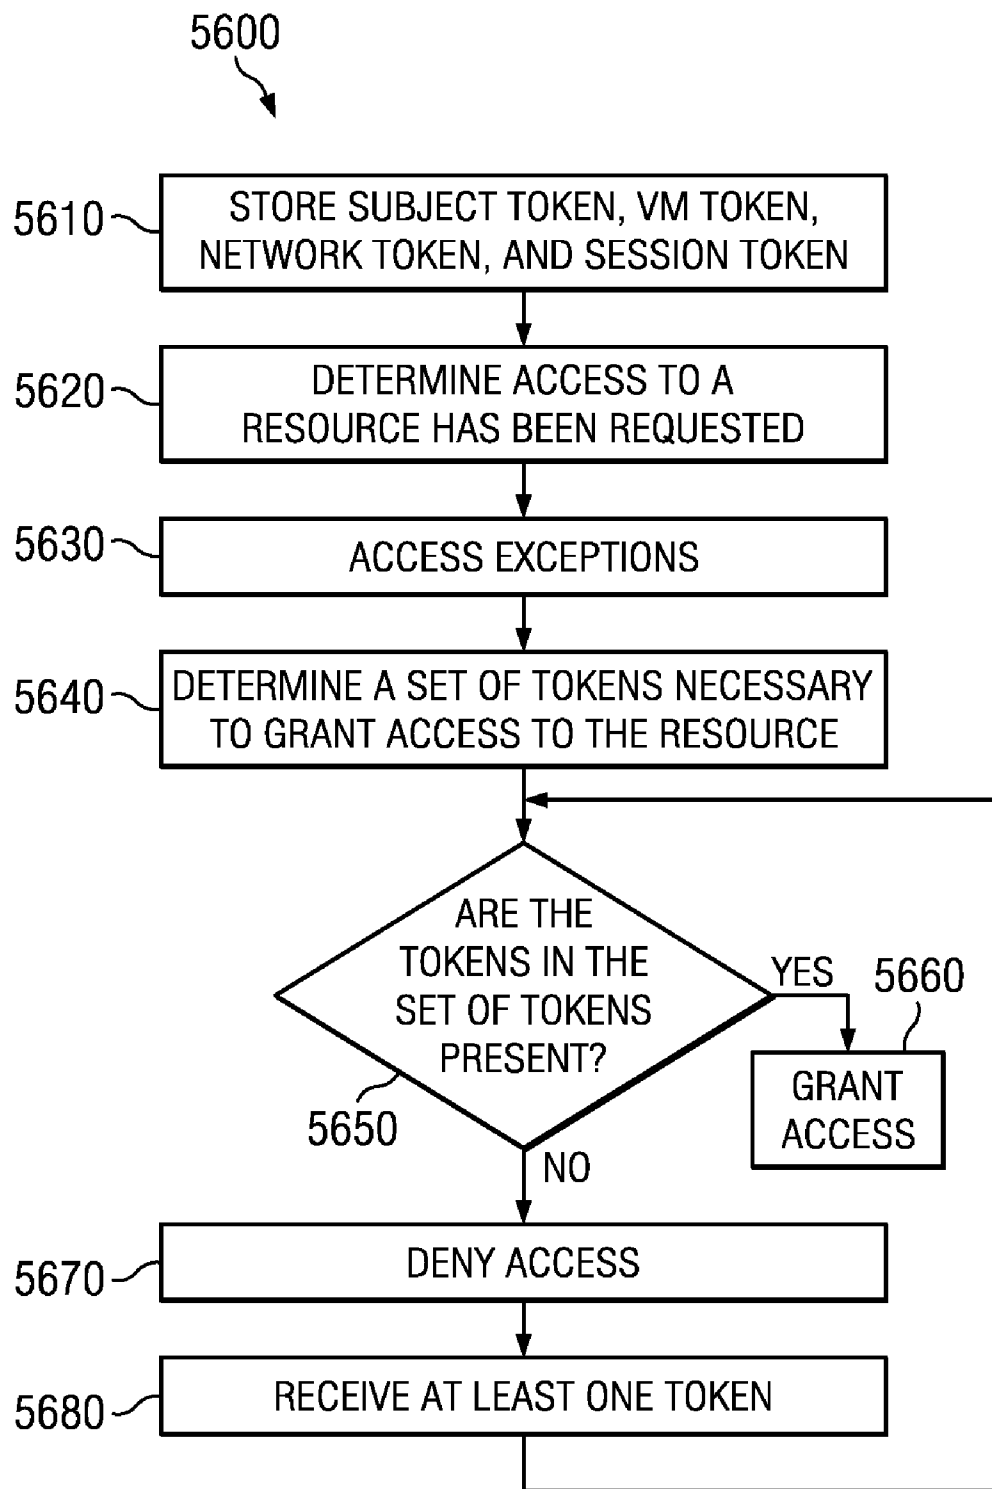 5600
5610
STORE SUBJECT TOKEN, VM TOKEN,
NETWORK TOKEN, AND SESSION TOKEN
5620
DETERMINE ACCESS TO A
RESOURCE HAS BEEN REQUESTED
5630
ACCESS EXCEPTIONS
5640
DETERMINE A SET OF TOKENS NECESSARY
TO GRANT ACCESS TO THE RESOURCE
ARE THE
TOKENS IN THE
SET OF TOKENS
PRESENT?
5650
YES
5660
GRANT
ACCESS
NO
5670
DENY ACCESS
5680
RECEIVE AT LEAST ONE TOKEN